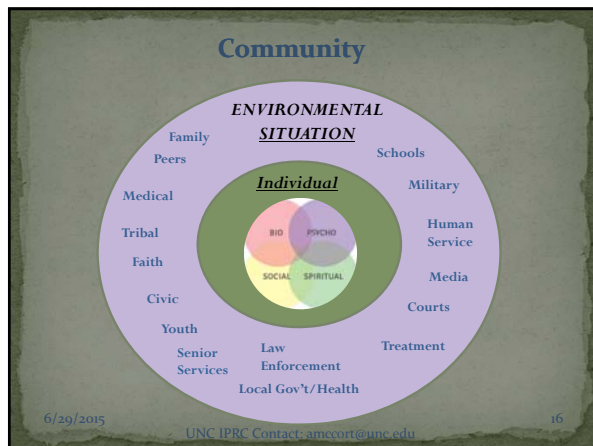 Community
ENVIRONMENTAL
SITUATION
Family
Peers
Schools
Individual
Medical
Military
BIO
PSYCHO
Tribal
Human
Service
Faith
SOCIAL
SPIRITUAL
Media
Civic
Courts
Youth
Senior
Services
Law
Enforcement
Treatment
Local Gov't/Health
6/29/2015
UNC IPRC Contact: amccort@unc.edu
16